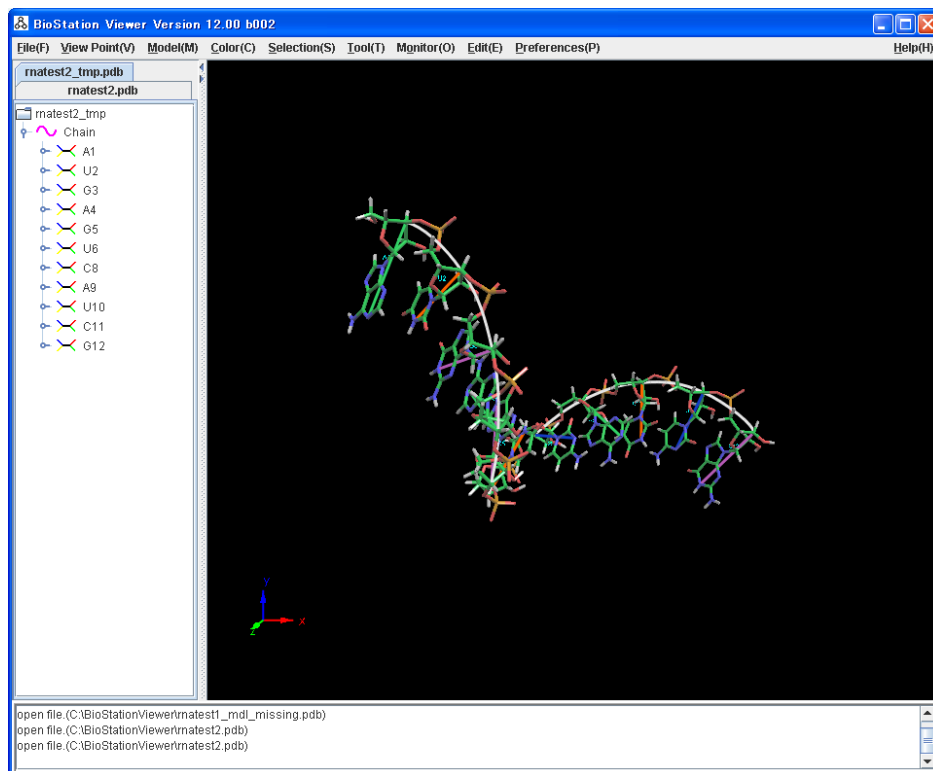 BioStation Viewer Version 12.00 b002
File(F) View Point(V) Model(M) Color(C) Selection(S) Tool(T) Monitor(O) Edit(E) Preferences(P) Help(H)
rnatest2_tmp.pdb
rnatest2.pdb
rnatest2_tmp
Chain
A1
U2
G3
A4
G5
U6
C8
A9
U10
C11
G12
U2
Y
X
Z
open file.(C:\BioStationViewer\rnatest1_mdl_missing.pdb)
open file.(C:\BioStationViewer\rnatest2.pdb)
open file.(C:\BioStationViewer\rnatest2.pdb)